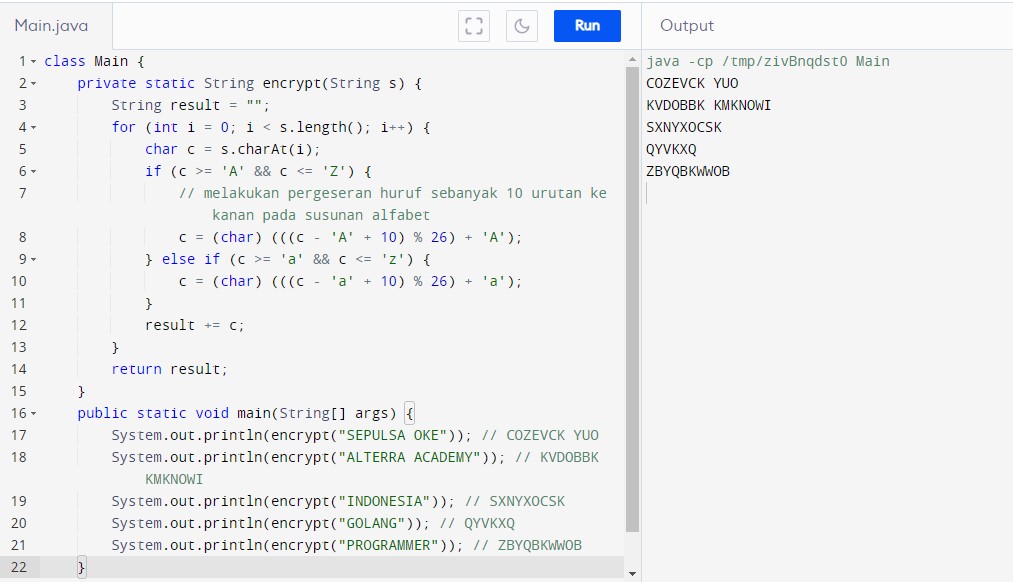 Main.java
Run
Output
1 class Main {
2 private static String encrypt(String s) {
3 String result = "";
4 for (int i = 0; i < s.length(); i++) {
5 char c = s.charAt(i);
6 if (c >= 'A' && c <= 'Z') {
7 // melakukan pergeseran huruf sebanyak 10 urutan ke
kanan pada susunan alfabet
8 c = (char) (((c - 'A' + 10) % 26) + 'A');
9 } else if (c >= 'a' && c <= 'z') {
10 c = (char) (((c - 'a' + 10) % 26) + 'a');
11 }
12 result += c;
13 }
14 return result;
15 }
16 public static void main(String[] args) {
17 System.out.println(encrypt("SEPULSA OKE")); // COZEVCK YUO
18 System.out.println(encrypt("ALTERRA ACADEMY")); // KVDOBBK
KMKNOWI
19 System.out.println(encrypt("INDONESIA")); // SXNYXOCSK
20 System.out.println(encrypt("GOLANG")); // QYVKXQ
21 System.out.println(encrypt("PROGRAMMER")); // ZBYQBKWWOB
22 }
java -cp /tmp/zivBnqdst0 Main
COZEVCK YUO
KVDOBBK KMKNOWI
SXNYXOCSK
QYVKXQ
ZBYQBKWWOB